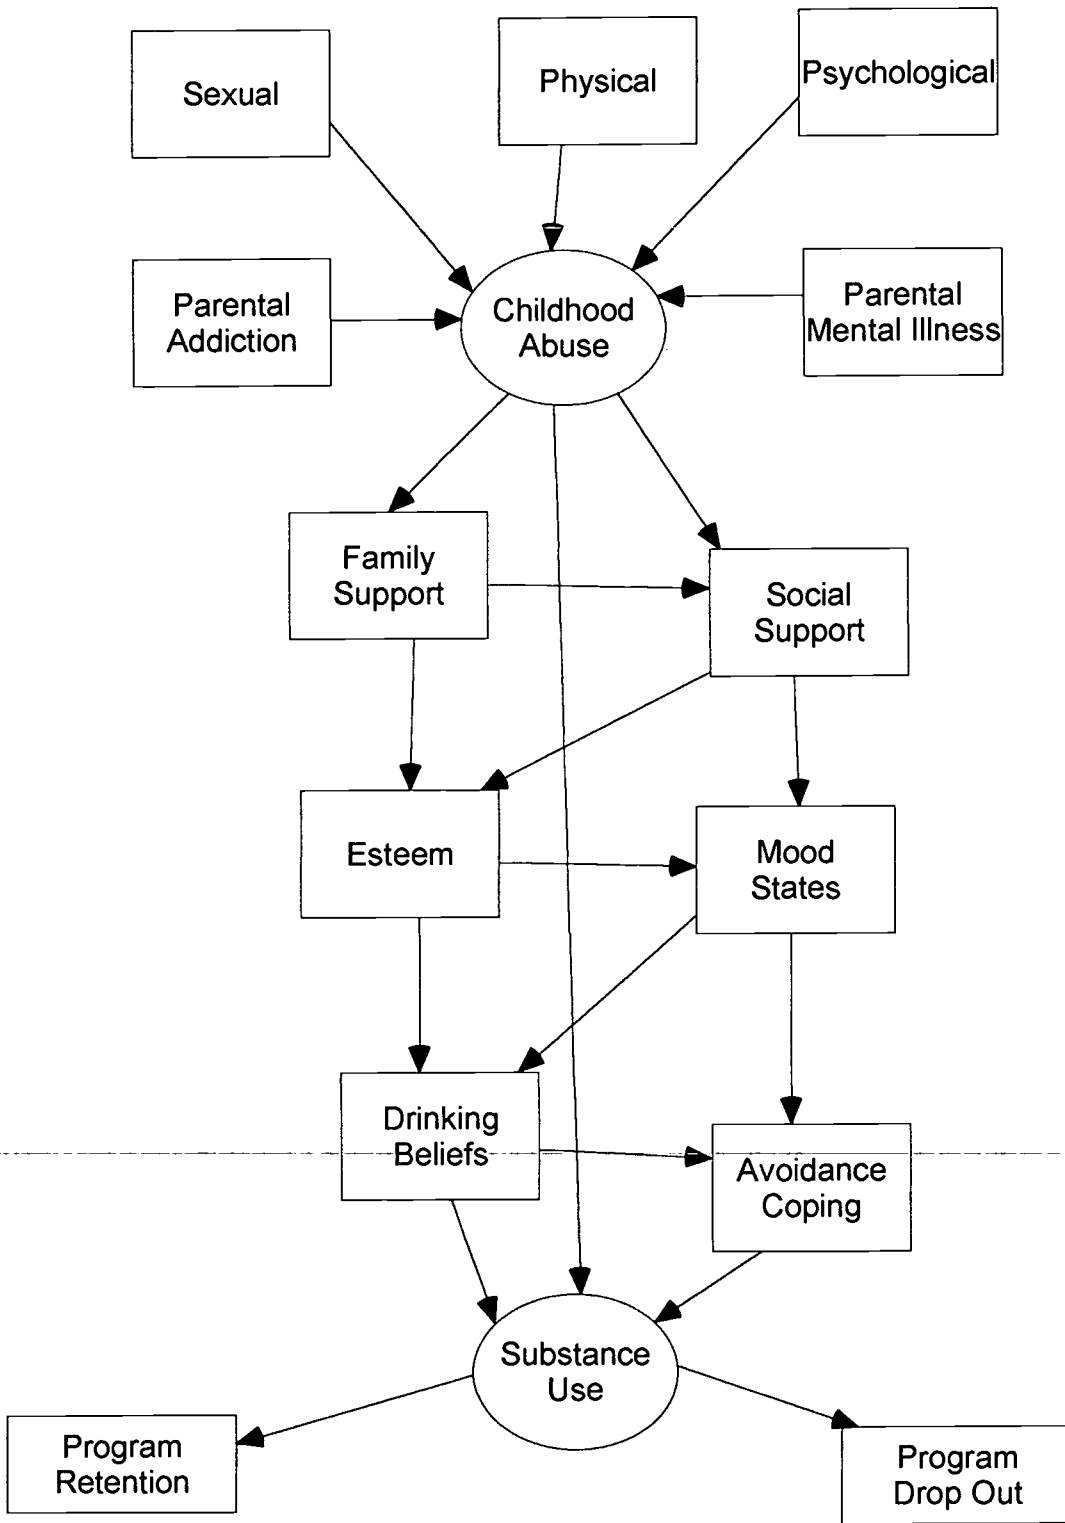 Sexual
Physical
Psychological
Parental
Addiction
Childhood
Abuse
Parental
Mental Illness
Family
Support
Social
Support
Esteem
Mood
States
Drinking
Beliefs
Avoidance
Coping
Substance
Use
Program
Retention
Program
Drop Out